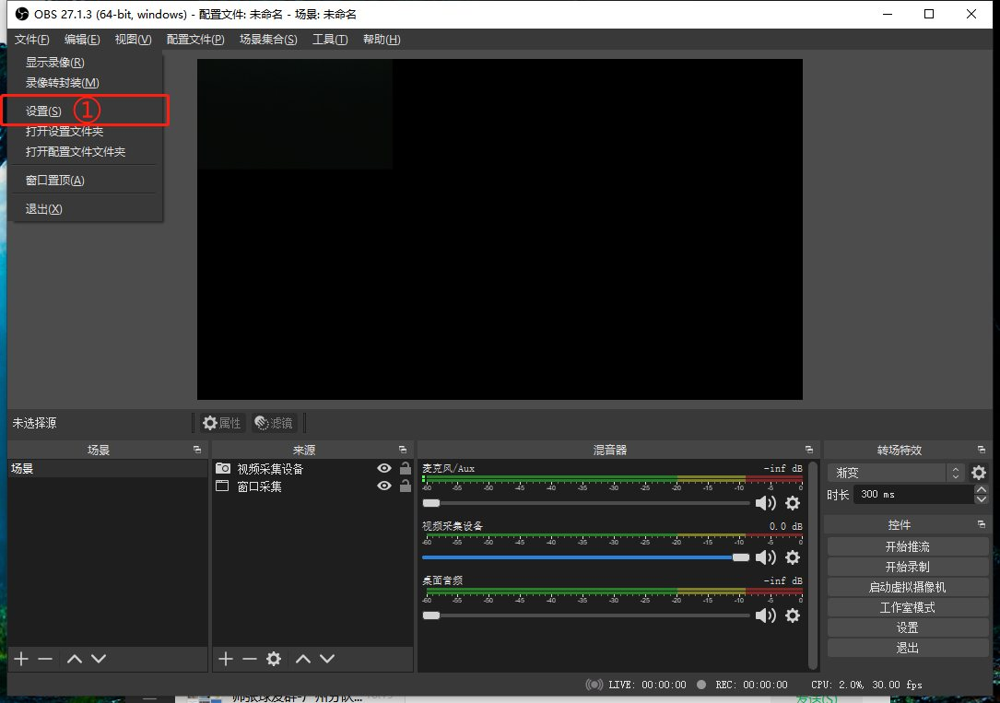 OBS 27.1.3 (64-bit, windows) - 配置文件: 未命名 - 场景: 未命名
文件(F) 编辑(E) 视图(V) 配置文件(P) 场景集合(S) 工具(T) 帮助(H)
显示录像(R)
录像转封装(M)
设置(S) ①
打开设置文件夹
打开配置文件文件夹
窗口置顶(A)
退出(X)
未选择源 属性 滤镜
场景 来源 混音器 转场特效
场景
视频采集设备
窗口采集
麦克风/Aux -inf dB
-60 -55 -50 -45 -40 -35 -30 -25 -20 -15 -10 -5 0
视频采集设备 0.0 dB
-60 -55 -50 -45 -40 -35 -30 -25 -20 -15 -10 -5 0
桌面音频 -inf dB
-60 -55 -50 -45 -40 -35 -30 -25 -20 -15 -10 -5 0
渐变
时长 300 ms
控件
开始推流
开始录制
启动虚拟摄像机
工作室模式
设置
退出
LIVE: 00:00:00 REC: 00:00:00 CPU: 2.0%, 30.00 fps
发送(S)